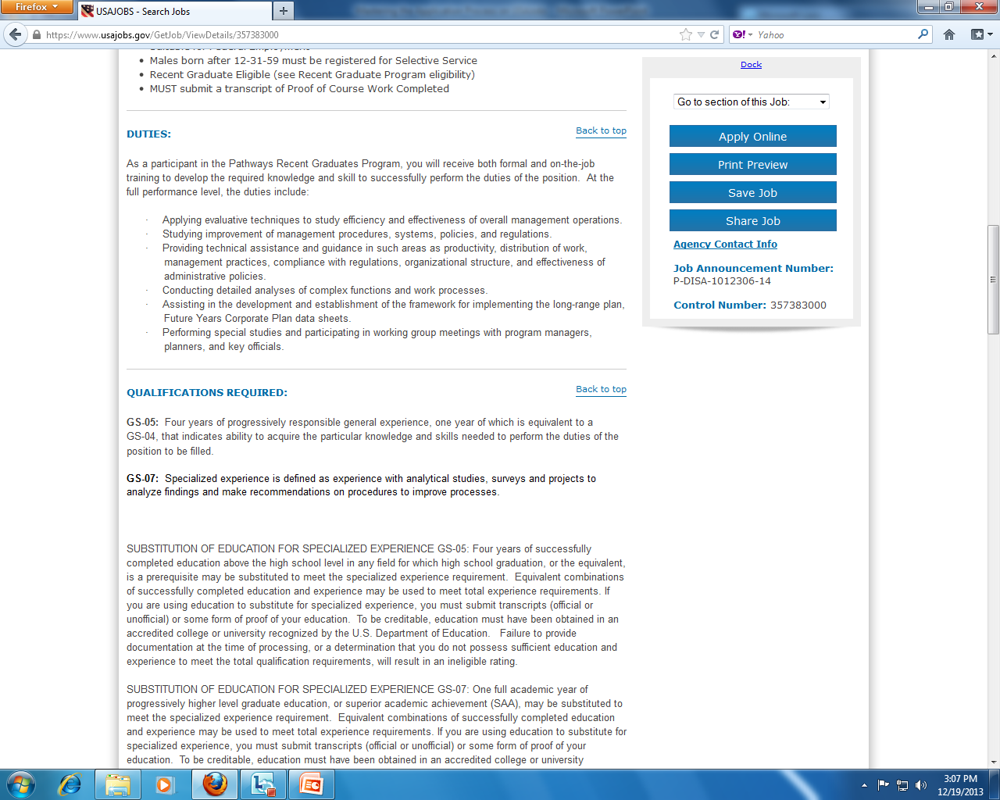 Firefox
USAJOBS - Search Jobs
https://www.usajobs.gov/GetJob/ViewDetails/357383000
Yahoo
Males born after 12-31-59 must be registered for Selective Service
Recent Graduate Eligible (see Recent Graduate Program eligibility)
MUST submit a transcript of Proof of Course Work Completed
DUTIES:
Back to top
As a participant in the Pathways Recent Graduates Program, you will receive both formal and on-the-job
training to develop the required knowledge and skill to successfully perform the duties of the position.  At the
full performance level, the duties include:
· Applying evaluative techniques to study efficiency and effectiveness of overall management operations.
· Studying improvement of management procedures, systems, policies, and regulations.
· Providing technical assistance and guidance in such areas as productivity, distribution of work,
management practices, compliance with regulations, organizational structure, and effectiveness of
administrative policies.
· Conducting detailed analyses of complex functions and work processes.
· Assisting in the development and establishment of the framework for implementing the long-range plan,
Future Years Corporate Plan data sheets.
· Performing special studies and participating in working group meetings with program managers,
planners, and key officials.
QUALIFICATIONS REQUIRED:
Back to top
GS-05:  Four years of progressively responsible general experience, one year of which is equivalent to a
GS-04, that indicates ability to acquire the particular knowledge and skills needed to perform the duties of the
position to be filled.
GS-07:  Specialized experience is defined as experience with analytical studies, surveys and projects to
analyze findings and make recommendations on procedures to improve processes.
SUBSTITUTION OF EDUCATION FOR SPECIALIZED EXPERIENCE GS-05: Four years of successfully
completed education above the high school level in any field for which high school graduation, or the equivalent,
is a prerequisite may be substituted to meet the specialized experience requirement.  Equivalent combinations
of successfully completed education and experience may be used to meet total experience requirements. If
you are using education to substitute for specialized experience, you must submit transcripts (official or
unofficial) or some form of proof of your education.  To be creditable, education must have been obtained in an
accredited college or university recognized by the U.S. Department of Education.   Failure to provide
documentation at the time of processing, or a determination that you do not possess sufficient education and
experience to meet the total qualification requirements, will result in an ineligible rating.
SUBSTITUTION OF EDUCATION FOR SPECIALIZED EXPERIENCE GS-07: One full academic year of
progressively higher level graduate education, or superior academic achievement (SAA), may be substituted to
meet the specialized experience requirement.  Equivalent combinations of successfully completed education
and experience may be used to meet total experience requirements. If you are using education to substitute for
specialized experience, you must submit transcripts (official or unofficial) or some form of proof of your
education.  To be creditable, education must have been obtained in an accredited college or university
Dock
Go to section of this Job:
Apply Online
Print Preview
Save Job
Share Job
Agency Contact Info
Job Announcement Number:
P-DISA-1012306-14
Control Number: 357383000
3:07 PM
12/19/2013